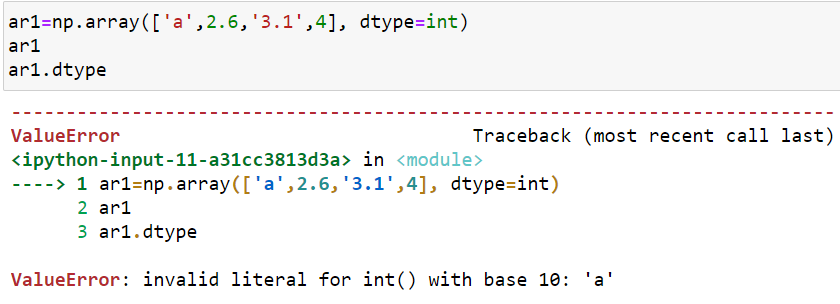 ar1=np.array(['a',2.6,'3.1',4], dtype=int)
ar1
ar1.dtype
---------------------------------------------------------------------------
ValueError                                Traceback (most recent call last)
<ipython-input-11-a31cc3813d3a> in <module>
----> 1 ar1=np.array(['a',2.6,'3.1',4], dtype=int)
      2 ar1
      3 ar1.dtype
ValueError: invalid literal for int() with base 10: 'a'